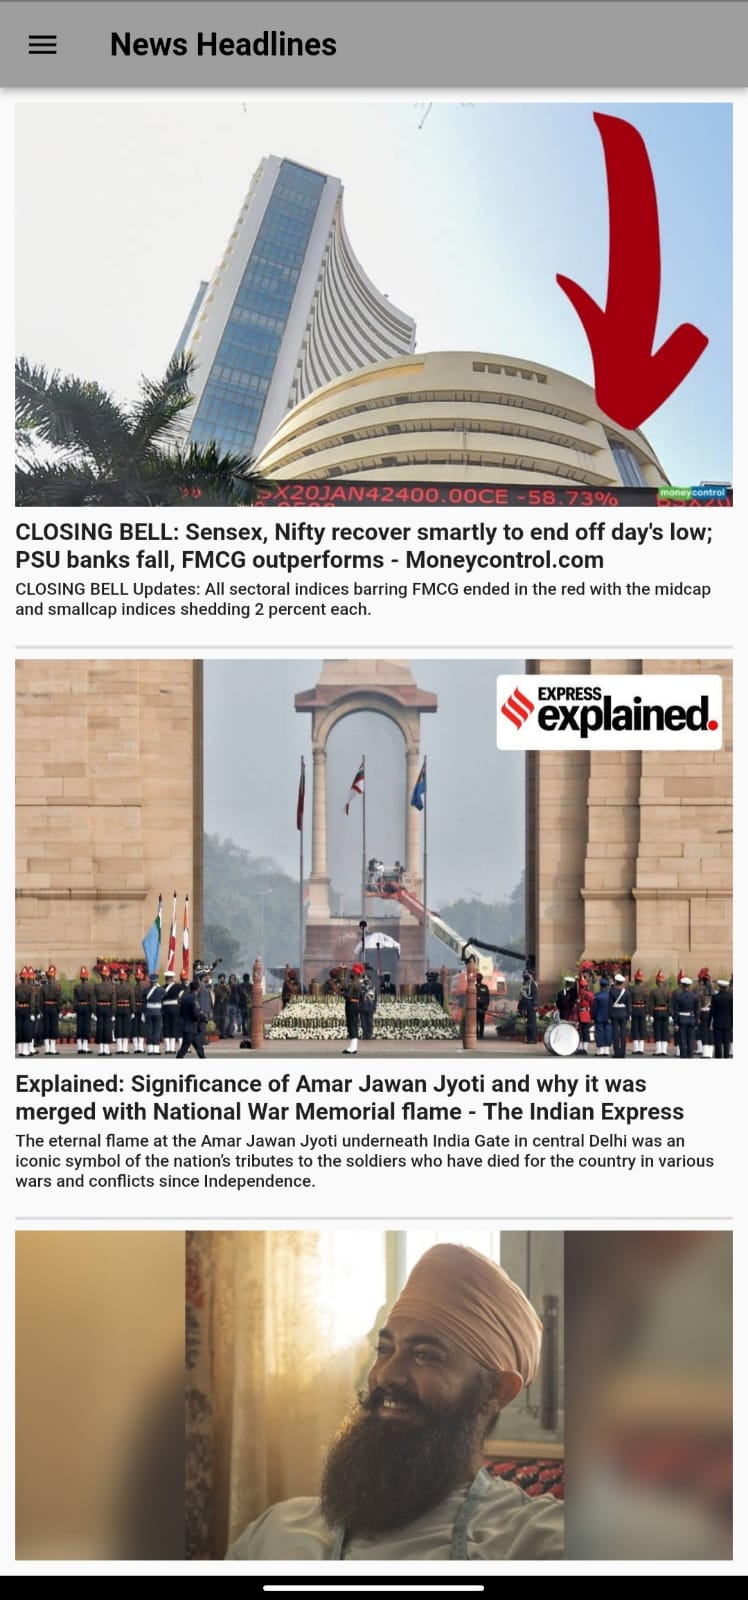 News Headlines
SX20JAN42400.00CE -58.73%
moneycontrol
CLOSING BELL: Sensex, Nifty recover smartly to end off day's low;
PSU banks fall, FMCG outperforms - Moneycontrol.com
CLOSING BELL Updates: All sectoral indices barring FMCG ended in the red with the midcap
and smallcap indices shedding 2 percent each.
EXPRESS
explained.
Explained: Significance of Amar Jawan Jyoti and why it was
merged with National War Memorial flame - The Indian Express
The eternal flame at the Amar Jawan Jyoti underneath India Gate in central Delhi was an
iconic symbol of the nation’s tributes to the soldiers who have died for the country in various
wars and conflicts since Independence.